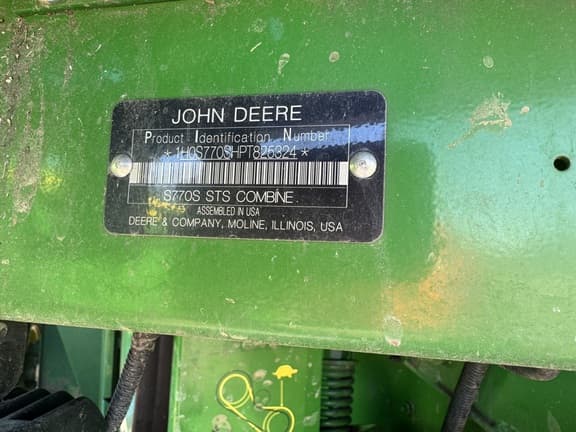 JOHN DEERE
Product Identification Number
*1H0S770SHPT825324*
S770S STS COMBINE
ASSEMBLED IN USA
DEERE & COMPANY, MOLINE, ILLINOIS, USA